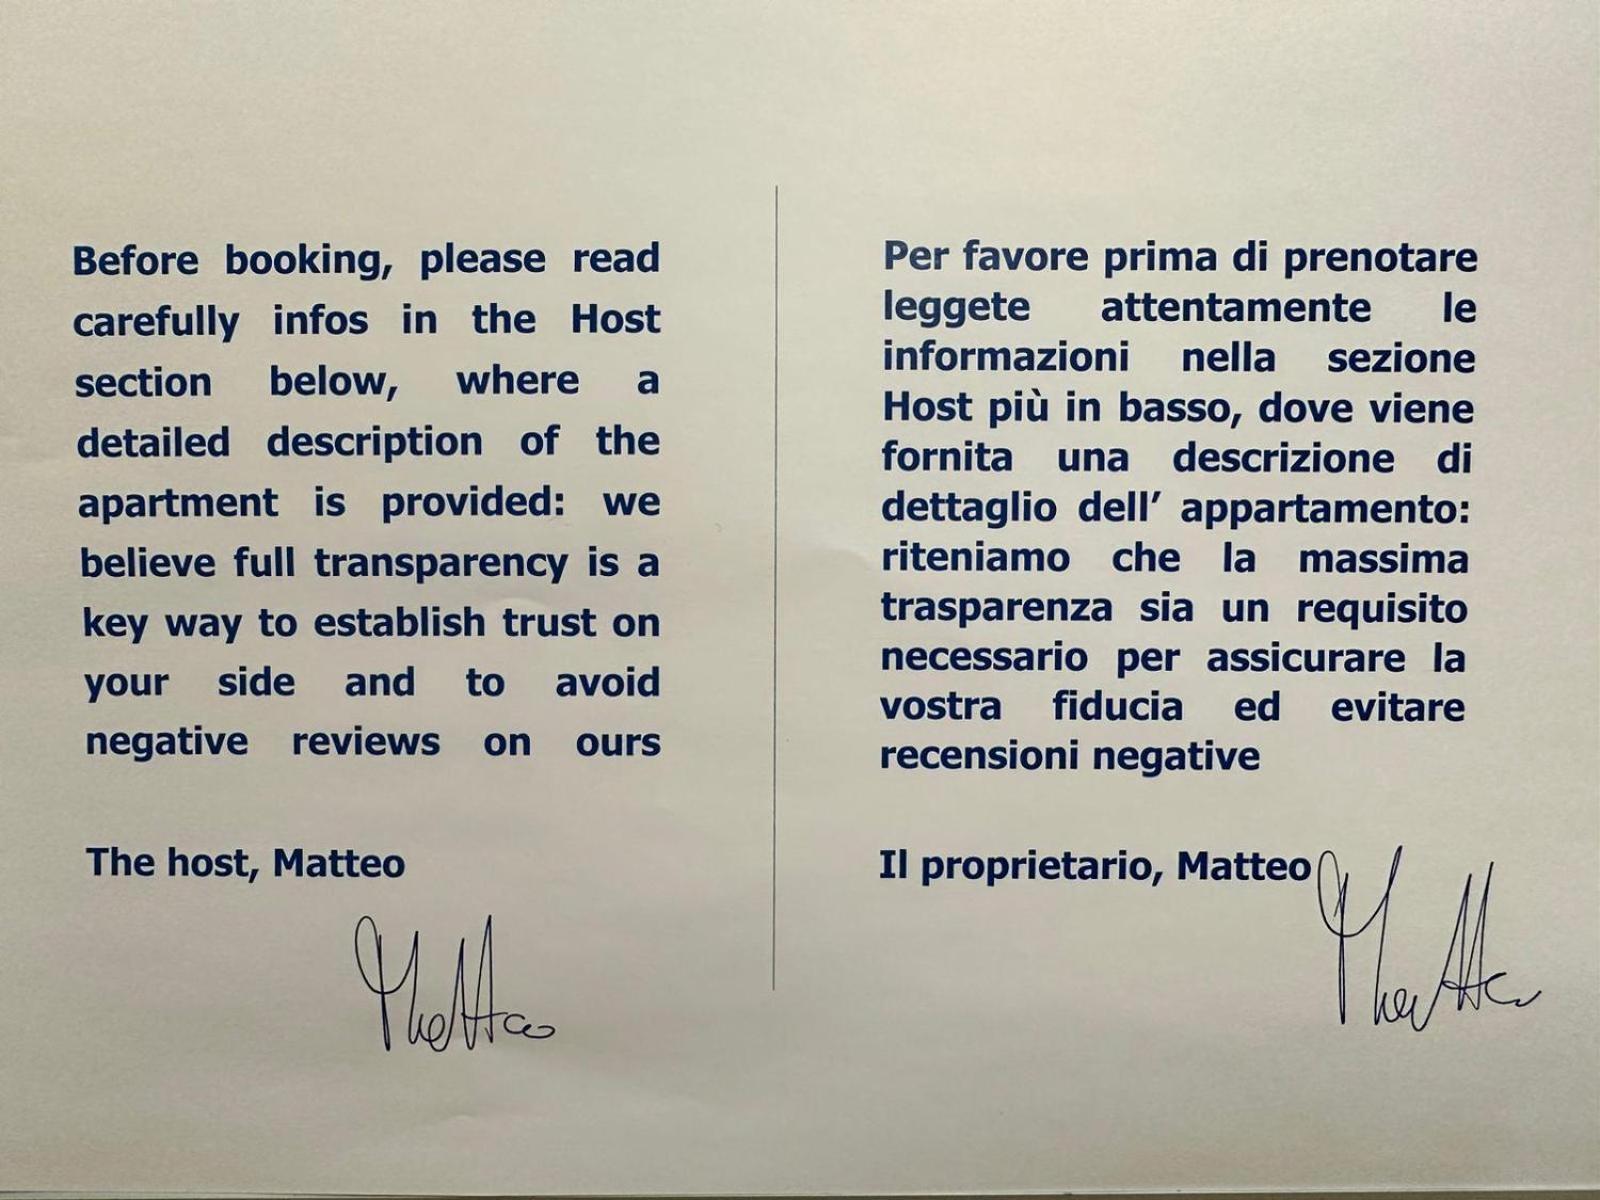 Before booking, please read
carefully infos in the Host
section below, where a
detailed description of the
apartment is provided: we
believe full transparency is a
key way to establish trust on
your side and to avoid
negative reviews on ours
The host, Matteo
Matteo
Per favore prima di prenotare
leggete attentamente le
informazioni nella sezione
Host più in basso, dove viene
fornita una descrizione di
dettaglio dell’ appartamento:
riteniamo che la massima
trasparenza sia un requisito
necessario per assicurare la
vostra fiducia ed evitare
recensioni negative
Il proprietario, Matteo
Matteo